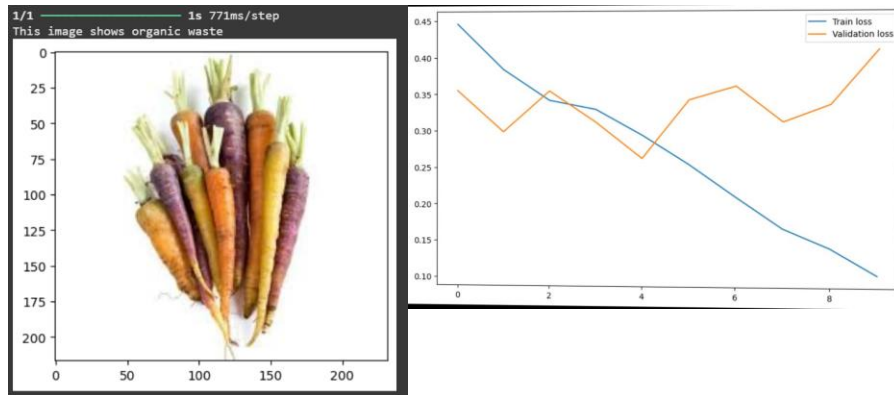 1/1 ━━━━━━━━━━━━━━━━━━━━ 1s 771ms/step
This image shows organic waste
0
25
50
75
100
125
150
175
200
0 50 100 150 200
0.45
0.40
0.35
0.30
0.25
0.20
0.15
0.10
0 2 4 6 8
Train loss
Validation loss